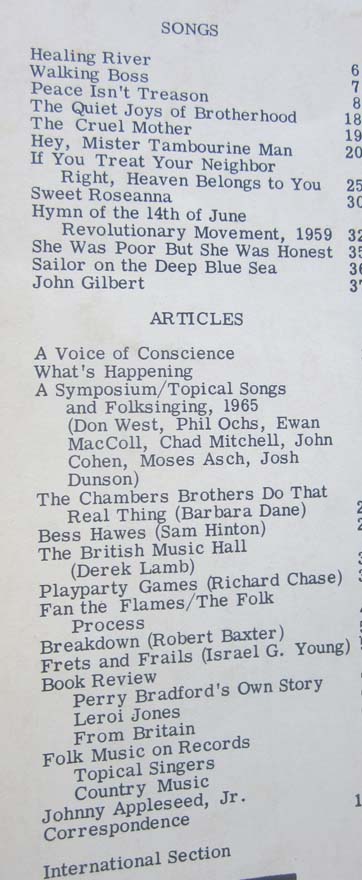 SONGS
Healing River 6
Walking Boss 7
Peace Isn't Treason 8
The Quiet Joys of Brotherhood 18
The Cruel Mother 19
Hey, Mister Tambourine Man 20
If You Treat Your Neighbor
Right, Heaven Belongs to You 25
Sweet Roseanna 30
Hymn of the 14th of June
Revolutionary Movement, 1959 32
She Was Poor But She Was Honest 35
Sailor on the Deep Blue Sea 36
John Gilbert 37
ARTICLES
A Voice of Conscience
What's Happening
A Symposium/Topical Songs
and Folksinging, 1965
(Don West, Phil Ochs, Ewan
MacColl, Chad Mitchell, John
Cohen, Moses Asch, Josh
Dunson)
The Chambers Brothers Do That
Real Thing (Barbara Dane)
Bess Hawes (Sam Hinton)
The British Music Hall
(Derek Lamb)
Playparty Games (Richard Chase)
Fan the Flames/The Folk
Process
Breakdown (Robert Baxter)
Frets and Frails (Israel G. Young)
Book Review
Perry Bradford's Own Story
Leroi Jones
From Britain
Folk Music on Records
Topical Singers
Country Music
Johnny Appleseed, Jr.
Correspondence
International Section